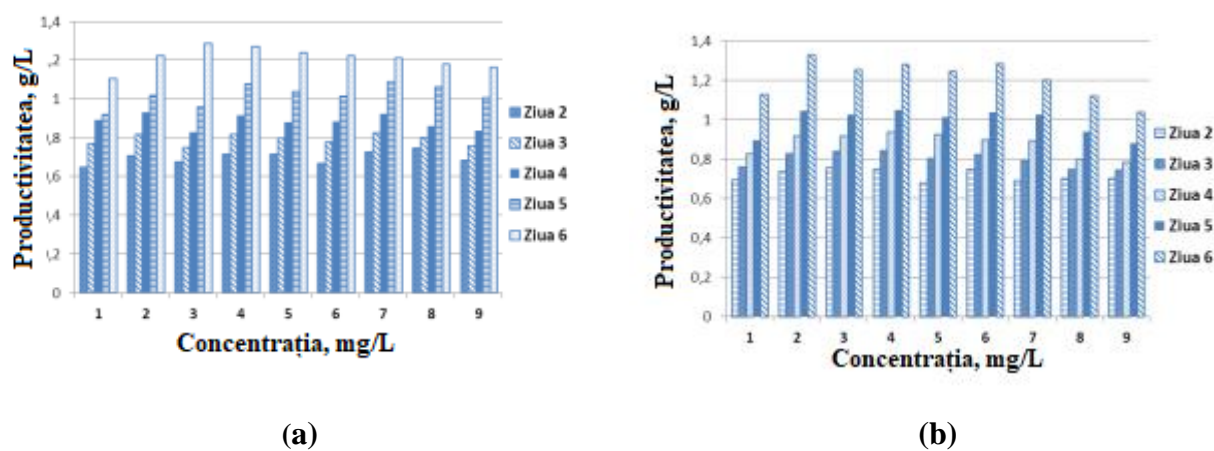 1,4
,2
1
,8
,6
,4
,2
0
Productivitatea, g/L
1 2 3 4 5 6 7 8 9
Concentrația, mg/L
Ziua 2
Ziua 3
Ziua 4
Ziua 5
Ziua 6
(a)
1,4
1,2
1
0,8
0,6
0,4
0,2
0
Productivitatea, g/L
1 2 3 4 5 6 7 8 9
Concentrația, mg/L
Ziua 2
Ziua 3
Ziua 4
Ziua 5
Ziua 6
(b)